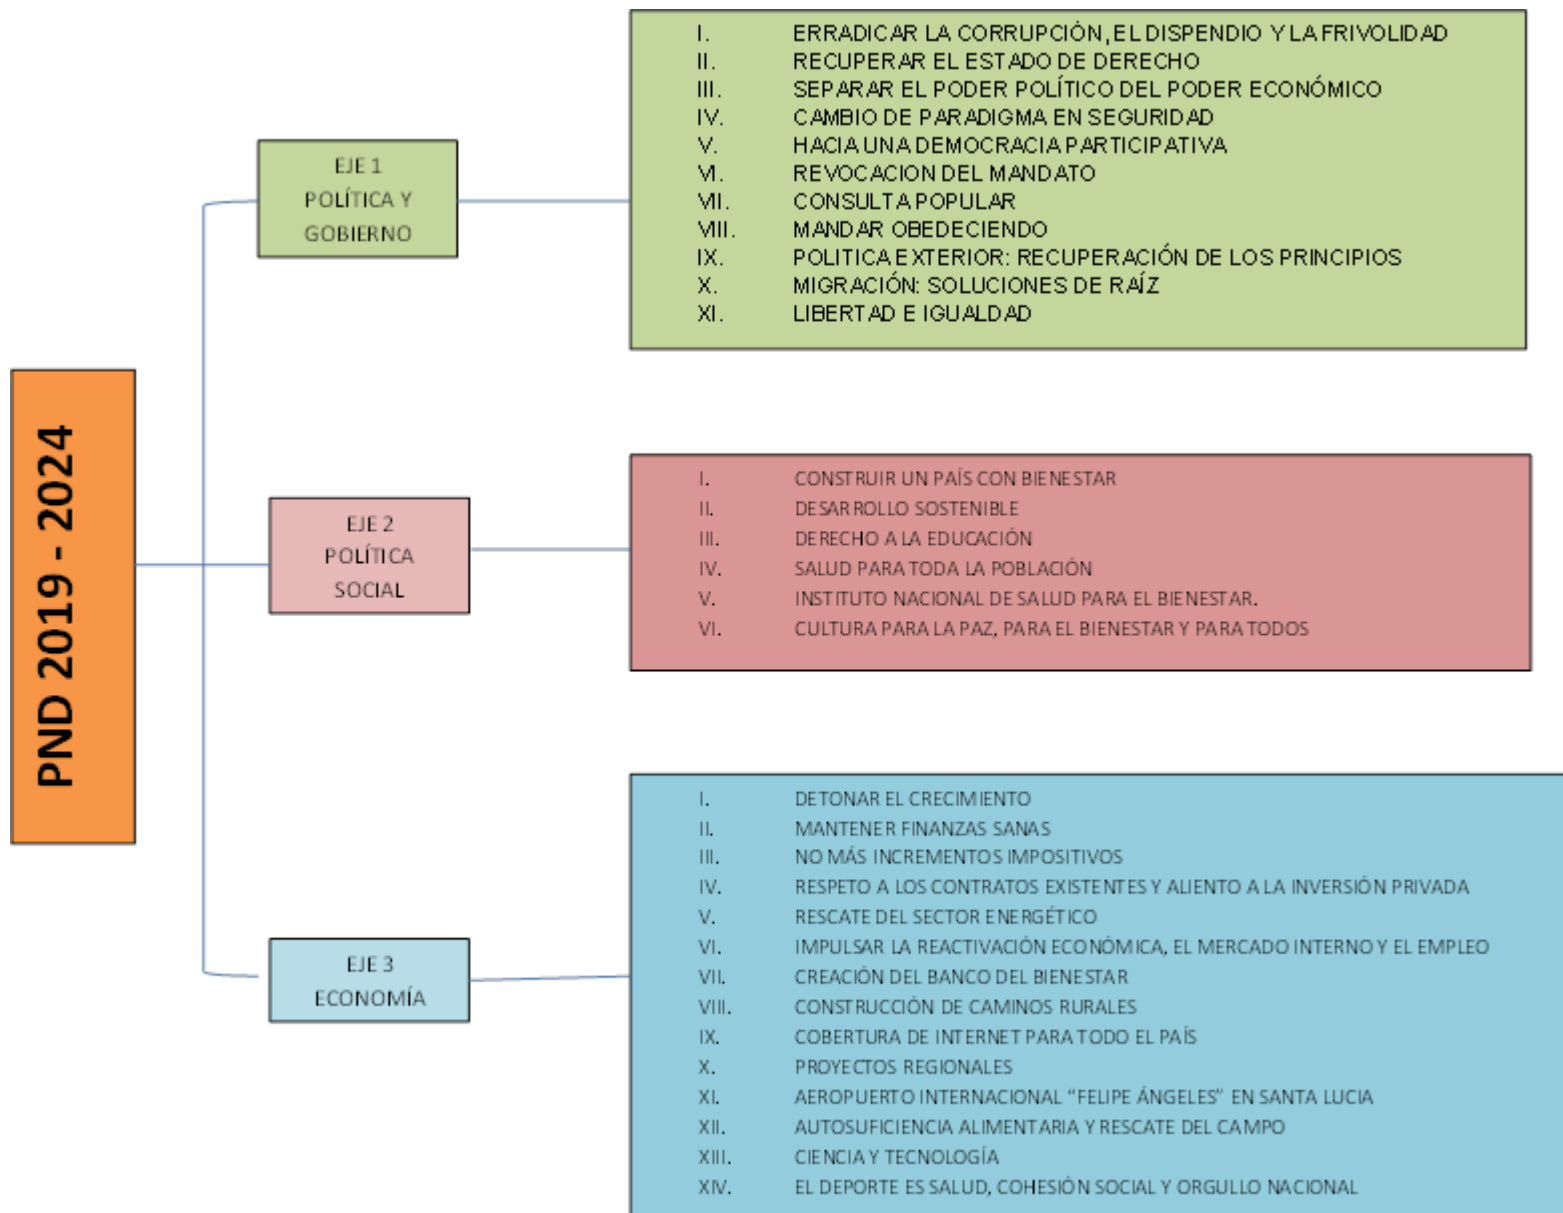 PND 2019 - 2024
EJE 1
POLÍTICA Y
GOBIERNO
I. ERRADICAR LA CORRUPCIÓN, EL DISPENDIO Y LA FRIVOLIDAD
II. RECUPERAR EL ESTADO DE DERECHO
III. SEPARAR EL PODER POLÍTICO DEL PODER ECONÓMICO
IV. CAMBIO DE PARADIGMA EN SEGURIDAD
V. HACIA UNA DEMOCRACIA PARTICIPATIVA
VI. REVOCACION DEL MANDATO
VII. CONSULTA POPULAR
VIII. MANDAR OBEDECIENDO
IX. POLITICA EXTERIOR: RECUPERACIÓN DE LOS PRINCIPIOS
X. MIGRACIÓN: SOLUCIONES DE RAÍZ
XI. LIBERTAD E IGUALDAD
EJE 2
POLÍTICA
SOCIAL
I. CONSTRUIR UN PAÍS CON BIENESTAR
II. DESARROLLO SOSTENIBLE
III. DERECHO A LA EDUCACIÓN
IV. SALUD PARA TODA LA POBLACIÓN
V. INSTITUTO NACIONAL DE SALUD PARA EL BIENESTAR.
VI. CULTURA PARA LA PAZ, PARA EL BIENESTAR Y PARA TODOS
EJE 3
ECONOMÍA
I. DETONAR EL CRECIMIENTO
II. MANTENER FINANZAS SANAS
III. NO MÁS INCREMENTOS IMPOSITIVOS
IV. RESPETO A LOS CONTRATOS EXISTENTES Y ALIENTO A LA INVERSIÓN PRIVADA
V. RESCATE DEL SECTOR ENERGÉTICO
VI. IMPULSAR LA REACTIVACIÓN ECONÓMICA, EL MERCADO INTERNO Y EL EMPLEO
VII. CREACIÓN DEL BANCO DEL BIENESTAR
VIII. CONSTRUCCIÓN DE CAMINOS RURALES
IX. COBERTURA DE INTERNET PARA TODO EL PAÍS
X. PROYECTOS REGIONALES
XI. AEROPUERTO INTERNACIONAL “FELIPE ÁNGELES” EN SANTA LUCIA
XII. AUTOSUFICIENCIA ALIMENTARIA Y RESCATE DEL CAMPO
XIII. CIENCIA Y TECNOLOGÍA
XIV. EL DEPORTE ES SALUD, COHESIÓN SOCIAL Y ORGULLO NACIONAL